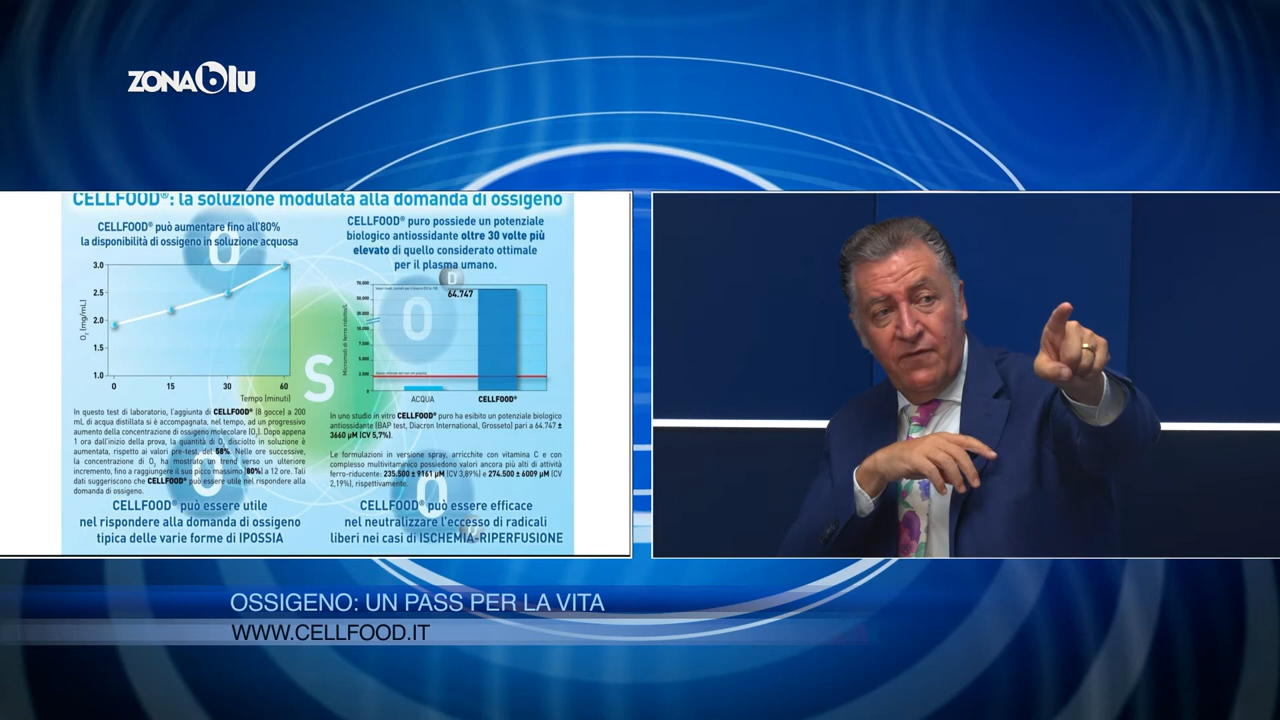 ZONAblu
CELLFOOD®: la soluzione modulata alla domanda di ossigeno
CELLFOOD® può aumentare fino all'80%
la disponibilità di ossigeno in soluzione acquosa
3.0
2.0
1.5
1.0
O₂ (mg/mL)
0 15 30 60
Tempo (minuti)
In questo test di laboratorio, l'aggiunta di CELLFOOD® (8 gocce) a 200
mL di acqua distillata si è accompagnata, nel tempo, ad un progressivo
aumento della concentrazione di ossigeno molecolare (O₂). Dopo appena
1 ora dall'inizio della prova, la quantità di O₂ disciolto in soluzione è
aumentata, rispetto ai valori pre-test, del 58%. Nelle ore successive,
la concentrazione di O₂ ha mostrato un trend verso un ulteriore
incremento, fino a raggiungere il suo picco massimo (80%) a 12 ore. Tali
dati suggeriscono che CELLFOOD® può essere utile nel rispondere alla
domanda di ossigeno.
CELLFOOD® può essere utile
nel rispondere alla domanda di ossigeno
tipica delle varie forme di IPOSSIA
CELLFOOD® puro possiede un potenziale
biologico antiossidante oltre 30 volte più
elevato di quello considerato ottimale
per il plasma umano.
64.747
ACQUA CELLFOOD®
In uno studio in vitro CELLFOOD® puro ha esibito un potenziale biologico
antiossidante (BAP test, Diacron International, Grosseto) pari a 64.747 ±
3660 µM (CV 5,7%).
Le formulazioni in versione spray, arricchite con vitamina C e con
complesso multivitaminico possiedono valori ancora più alti di attività
ferro-riducente: 235.500 ± 9161 µM (CV 3,89%) e 274.500 ± 6009 µM (CV
2,19%), rispettivamente.
CELLFOOD® può essere efficace
nel neutralizzare l'eccesso di radicali
liberi nei casi di ISCHEMIA-RIPERFUSIONE
O
D
O
S
O
O
OSSIGENO: UN PASS PER LA VITA
WWW.CELLFOOD.IT